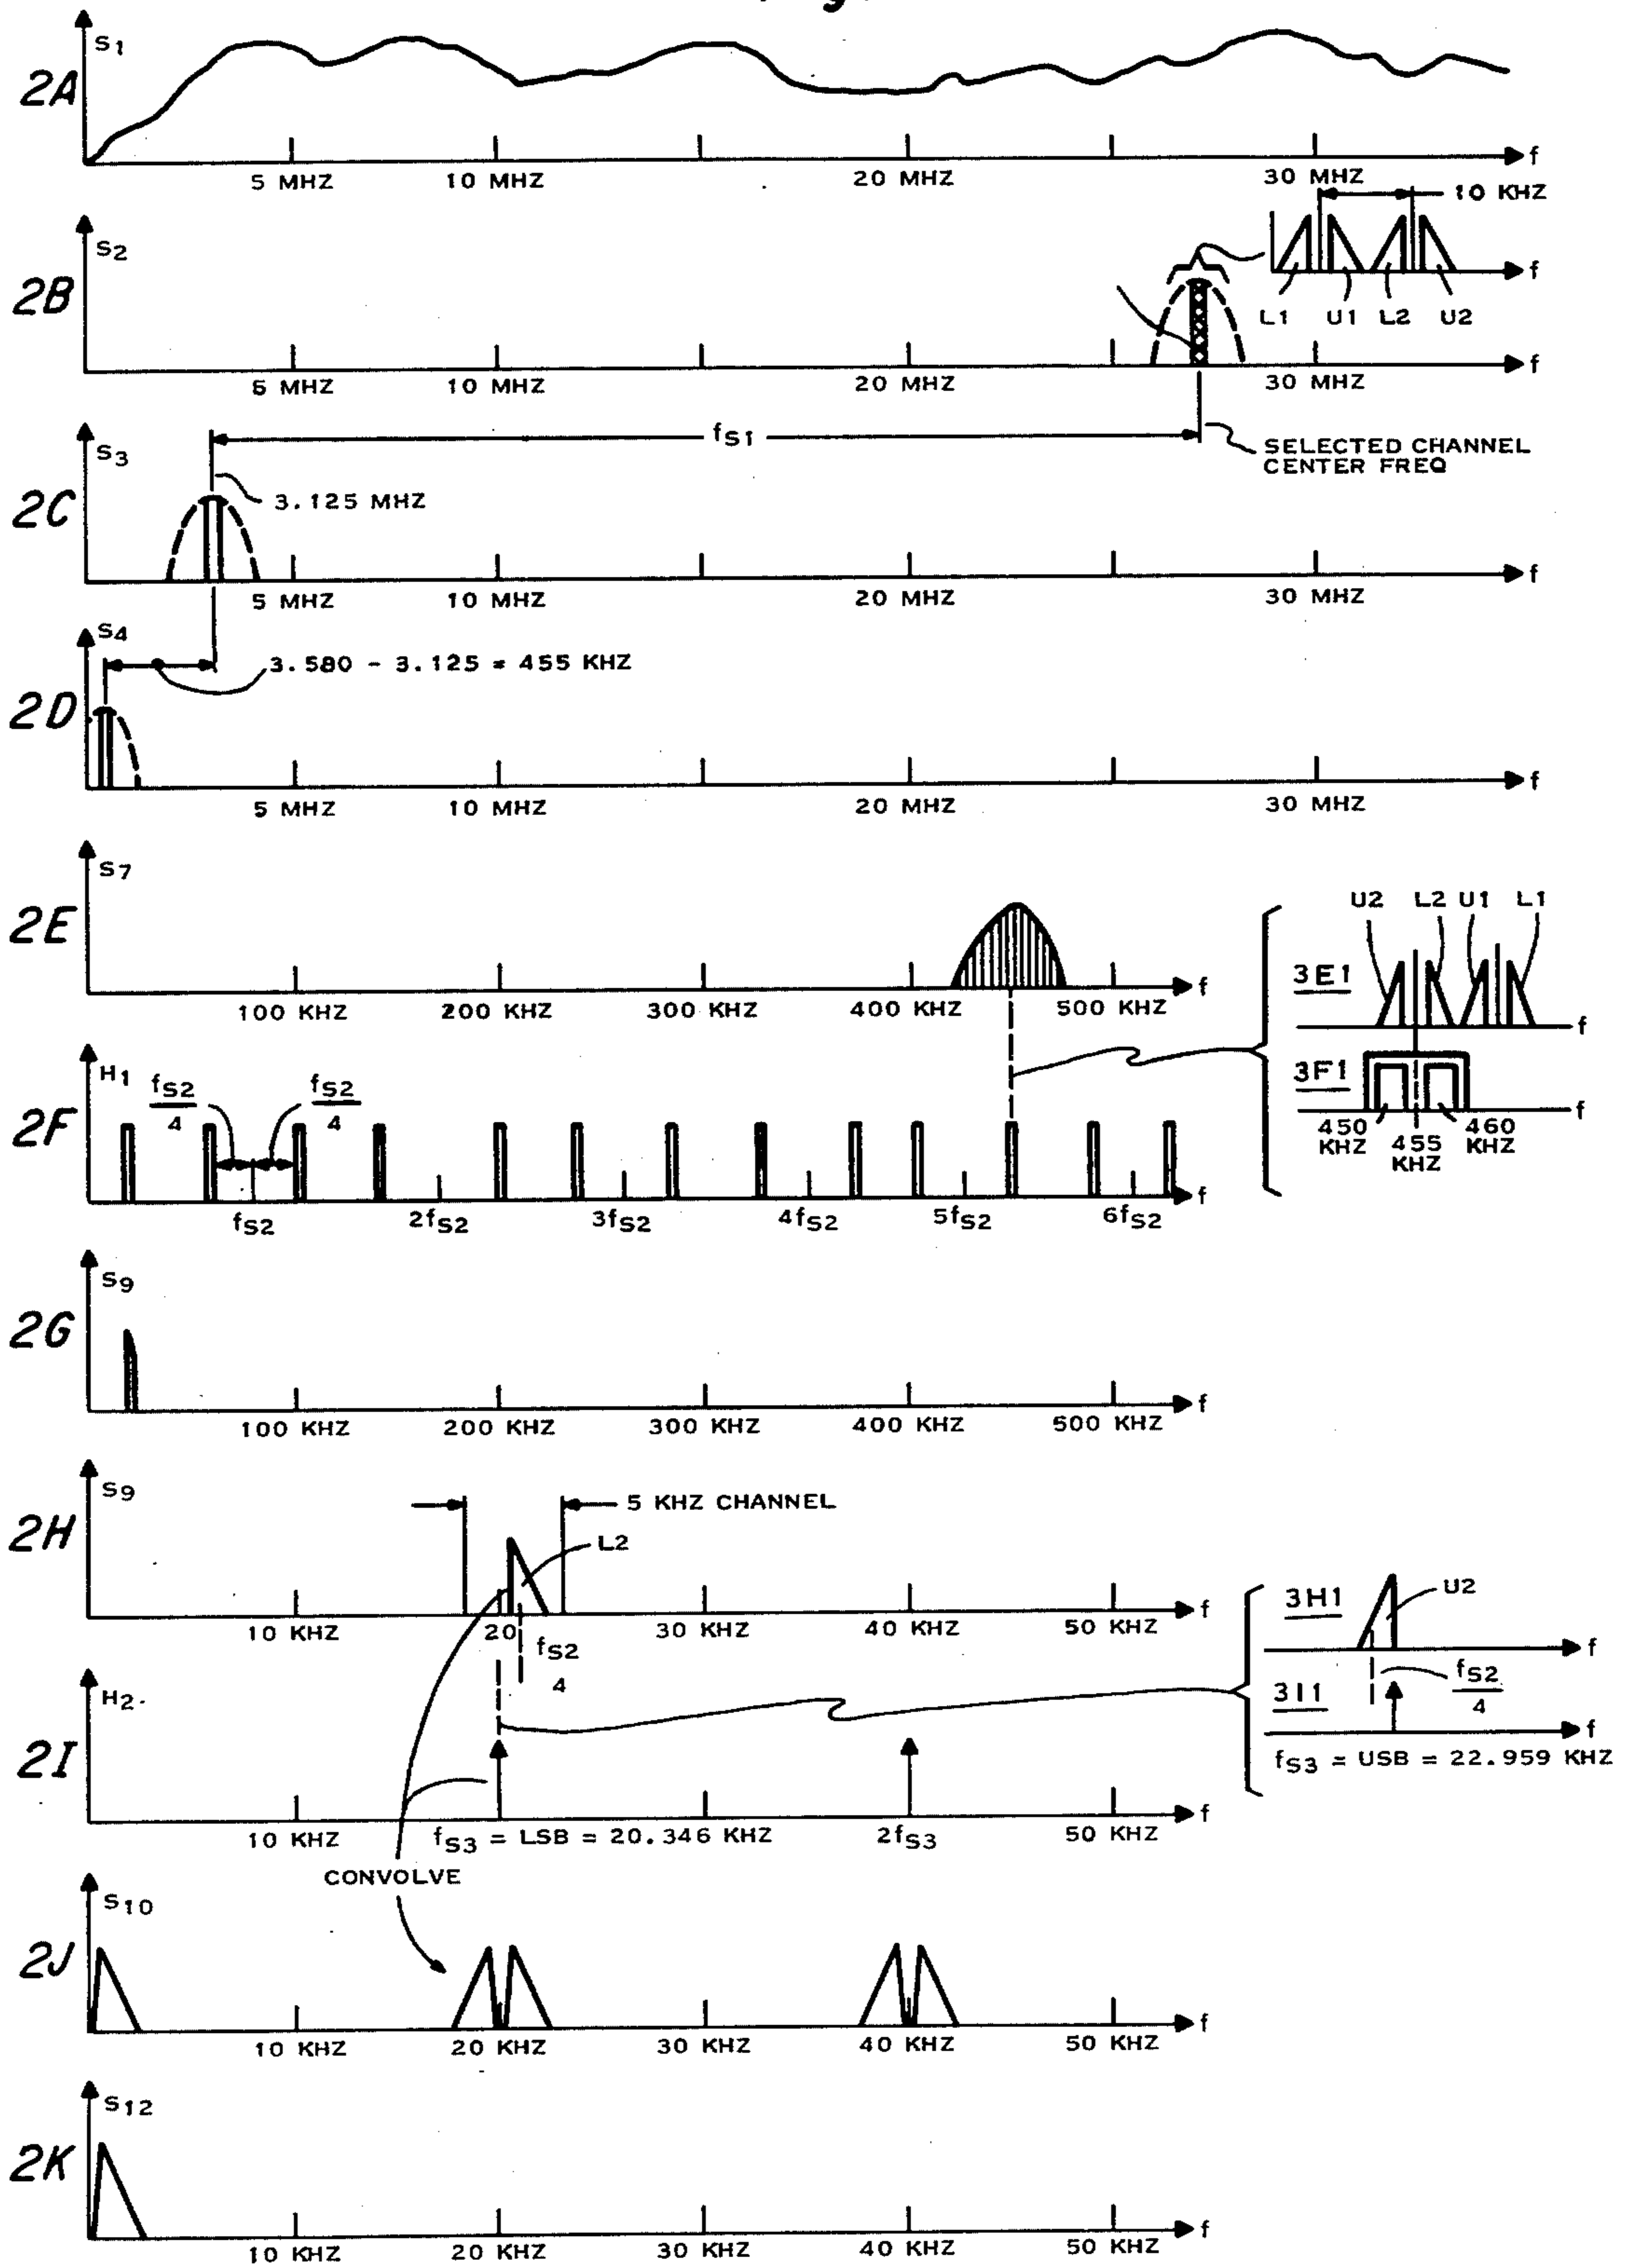 2A
S1
f
5 MHZ 10 MHZ 20 MHZ 30 MHZ
2B
S2
10 KHZ
f
L1 U1 L2 U2
f
5 MHZ 10 MHZ 20 MHZ 30 MHZ
2C
S3
fS1
SELECTED CHANNEL
CENTER FREQ
3.125 MHZ
f
5 MHZ 10 MHZ 20 MHZ 30 MHZ
2D
S4
3.580 - 3.125 = 455 KHZ
f
5 MHZ 10 MHZ 20 MHZ 30 MHZ
2E
S7
f
100 KHZ 200 KHZ 300 KHZ 400 KHZ 500 KHZ
U2 L2 U1 L1
3E1
f
3F1
f
450 KHZ
455 KHZ
460 KHZ
2F
H1
fS2/4
fS2/4
f
fS2 2fS2 3fS2 4fS2 5fS2 6fS2
2G
S9
f
100 KHZ 200 KHZ 300 KHZ 400 KHZ 500 KHZ
2H
S9
5 KHZ CHANNEL
L2
f
10 KHZ 20 30 KHZ 40 KHZ 50 KHZ
fS2
4
3H1
U2
f
3I1
fS2/4
f
fS3 = USB = 22.959 KHZ
2I
H2
f
10 KHZ fS3 = LSB = 20.346 KHZ 2fS3 50 KHZ
CONVOLVE
2J
S10
f
10 KHZ 20 KHZ 30 KHZ 40 KHZ 50 KHZ
2K
S12
f
10 KHZ 20 KHZ 30 KHZ 40 KHZ 50 KHZ